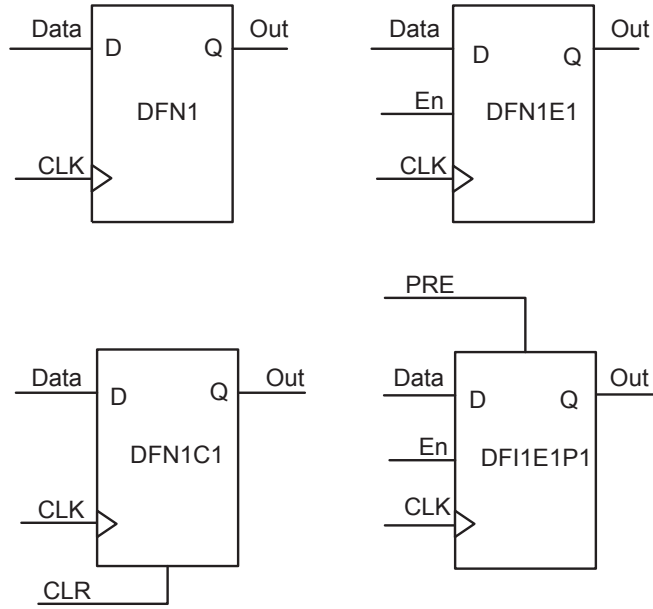 Data
D
Q
Out
DFN1
CLK
Data
D
Q
Out
En
DFN1E1
CLK
Data
D
Q
Out
DFN1C1
CLK
CLR
PRE
Data
D
Q
Out
En
DFI1E1P1
CLK